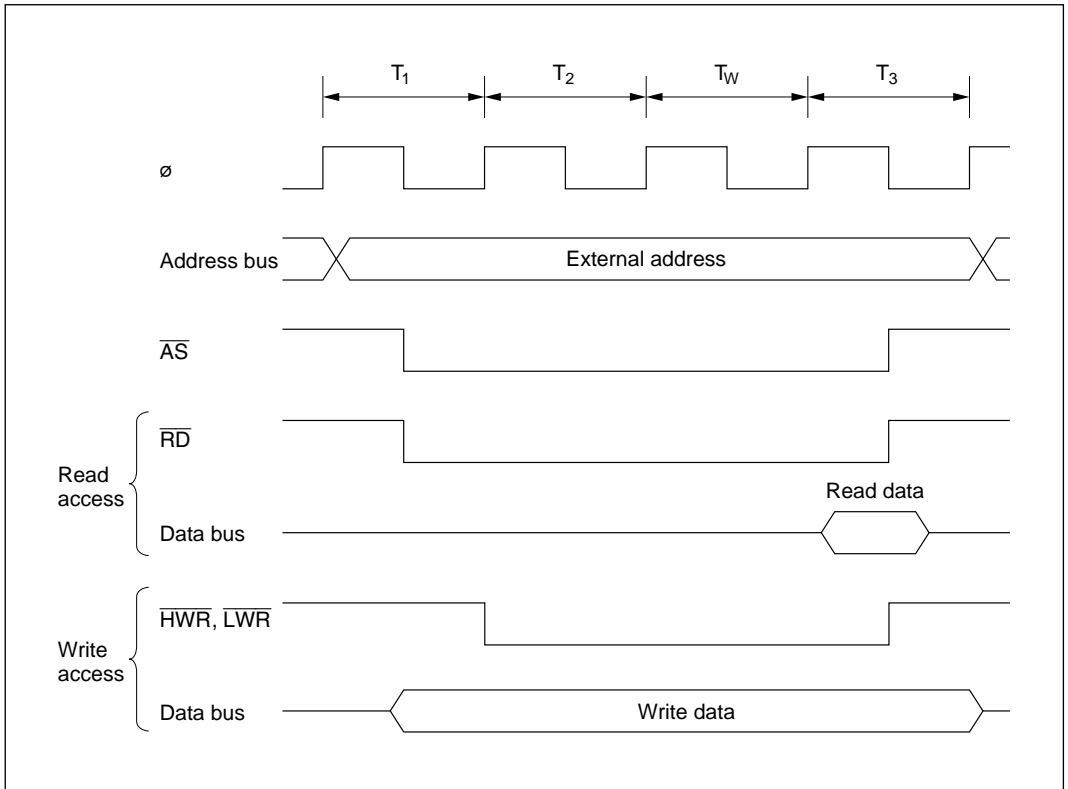 T1 T2 TW T3
ø
Address bus External address
AS
RD
Read access
Read data
Data bus
HWR, LWR
Write access
Data bus Write data